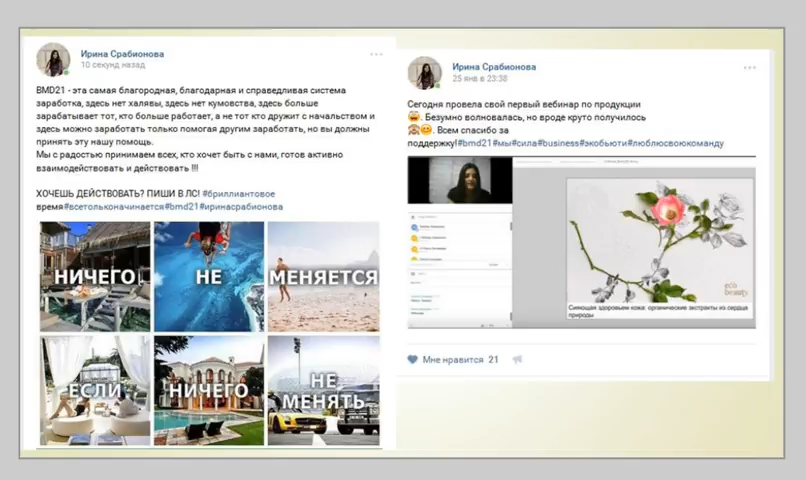 Ирина Срабионова
10 секунд назад
BMD21 - эта самая благородная, благодарная и справедливая система
заработка, здесь нет халявы, здесь нет кумовства, здесь больше
зарабатывает тот, кто больше работает, а не тот кто дружит с начальством и
здесь можно заработать только помогая другим заработать, но вы должны
принять эту нашу помощь.
Мы с радостью принимаем всех, кто хочет быть с нами, готов активно
взаимодействовать и действовать !!!
ХОЧЕШЬ ДЕЙСТВОВАТЬ? ПИШИ В ЛС! #бриллиантовое
время#всетольконачинается#bmd21#иринасрабионова
НИЧЕГО
НЕ
МЕНЯЕТСЯ
ЕСЛИ
НИЧЕГО
НЕ
МЕНЯТЬ
Ирина Срабионова
25 янв в 23:38
Сегодня провела свой первый вебинар по продукции
. Безумно волновалась, но вроде круто получилось
. Всем спасибо за
поддержку!#bmd21#мы#сила#business#экобьюти#люблюсвоюкоманду
eco
beauty
Сияющая здоровьем кожа: органические экстракты из сердца
природы
Мне нравится 21